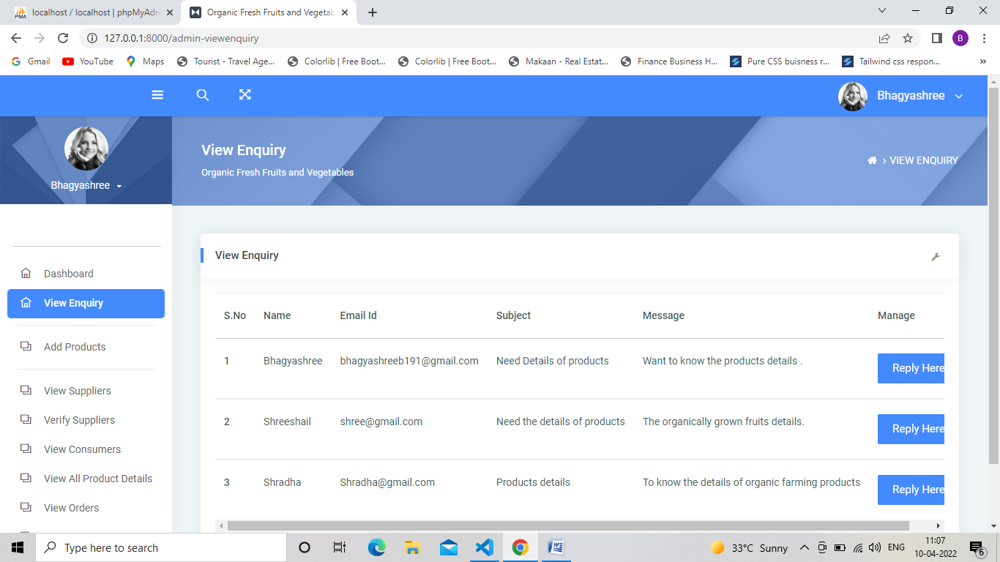 localhost / localhost | phpMyAdm
Organic Fresh Fruits and Vegetab
127.0.0.1:8000/admin-viewenquiry
B
Gmail YouTube Maps Tourist - Travel Age... Colorlib | Free Boot... Colorlib | Free Boot... Makaan - Real Estat... Finance Business H... Pure CSS buisness r... Tailwind css respon... »
Bhagyashree
Bhagyashree
View Enquiry
Organic Fresh Fruits and Vegetables
> VIEW ENQUIRY
Dashboard
View Enquiry
Add Products
View Suppliers
Verify Suppliers
View Consumers
View All Product Details
View Orders
View Enquiry
S.No Name Email Id Subject Message Manage
1 Bhagyashree bhagyashreeb191@gmail.com Need Details of products Want to know the products details . Reply Here
2 Shreeshail shree@gmail.com Need the details of products The organically grown fruits details. Reply Here
3 Shradha Shradha@gmail.com Products details To know the details of organic farming products Reply Here
Type here to search
33°C Sunny
ENG
11:07
10-04-2022
6